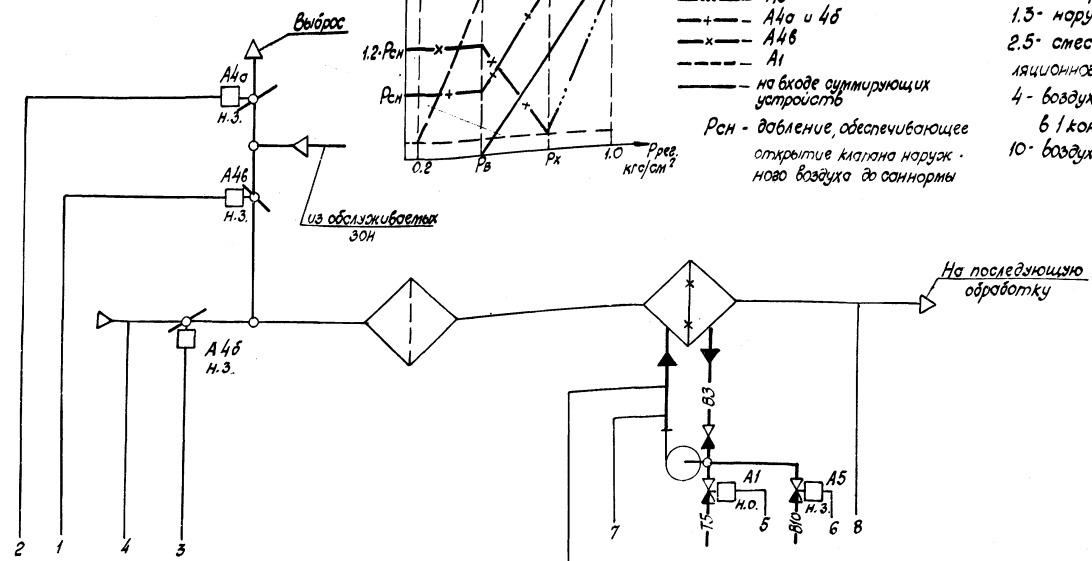 Выброс
А4а
н.з.
А4в
н.з.
из обслуживаемых
зон
А4б
н.з.
1.2·Рсн
Рсн
0.2
Рв
Рх
1.0
Ррег.
кгс/см²
А4а и 4б
А4в
А1
на входе суммирующих
устройств
Рсн - давление, обеспечивающее
открытие клапана наруж-
ного воздуха до саннормы
1.3- нару
2.5- смес
ляционног
4- воздух
в 1 кон
10- воздух
На последующую
обработку
В3
А1
н.о.
А5
н.з.
Т5
В10
2
1
4
3
7
5
6
8